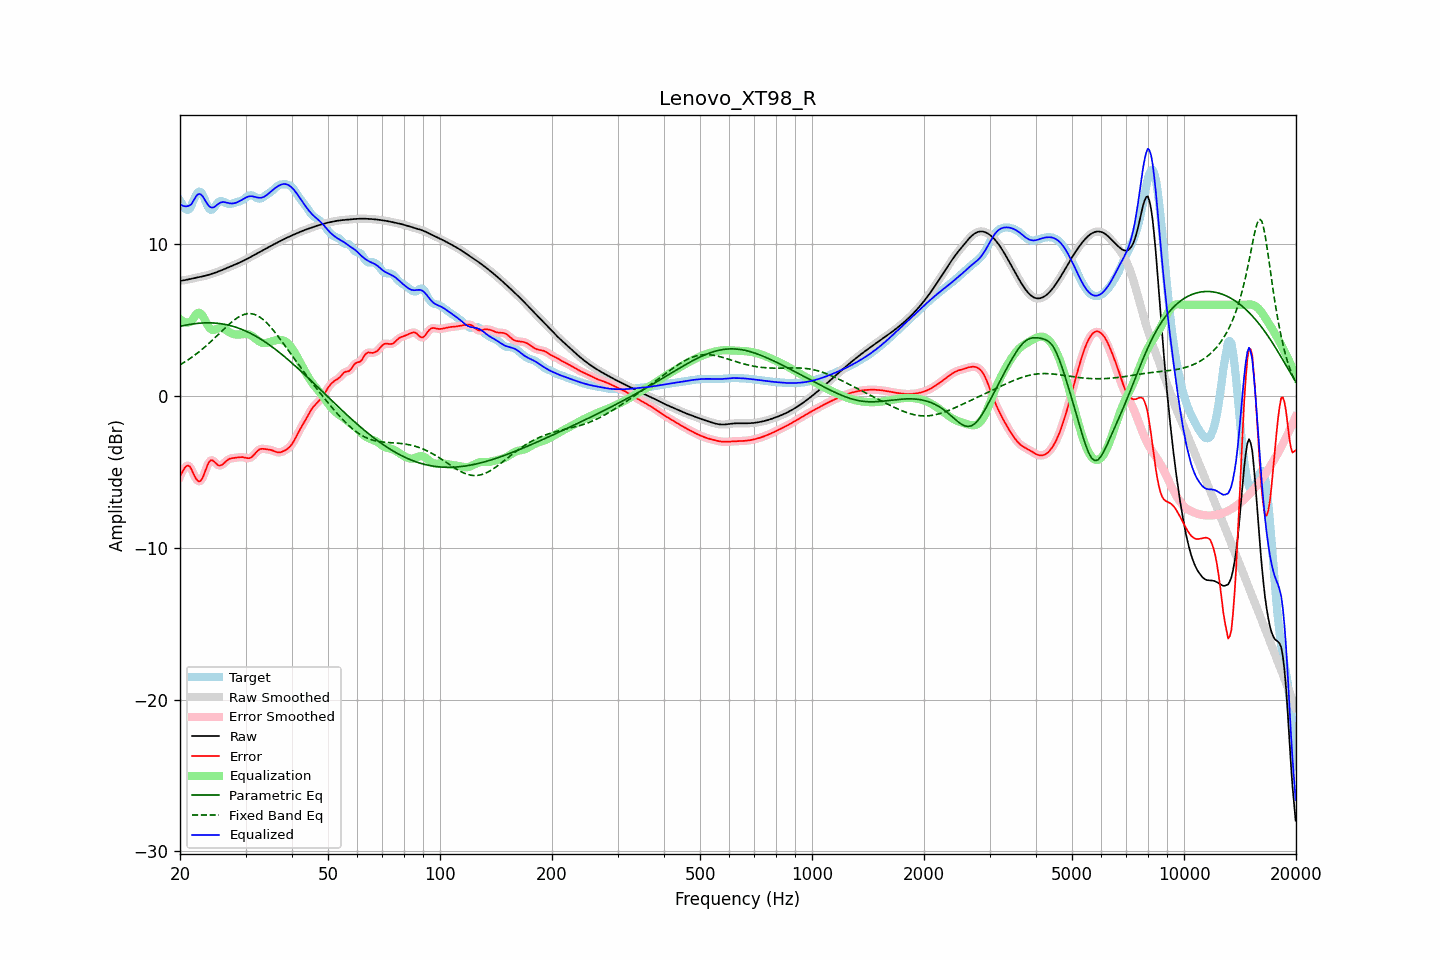 Lenovo_XT98_R
Amplitude (dBr)
10
0
−10
−20
−30
Target
Raw Smoothed
Error Smoothed
Raw
Error
Equalization
Parametric Eq
Fixed Band Eq
Equalized
20 50 100 200 500 1000 2000 5000 10000 20000
Frequency (Hz)